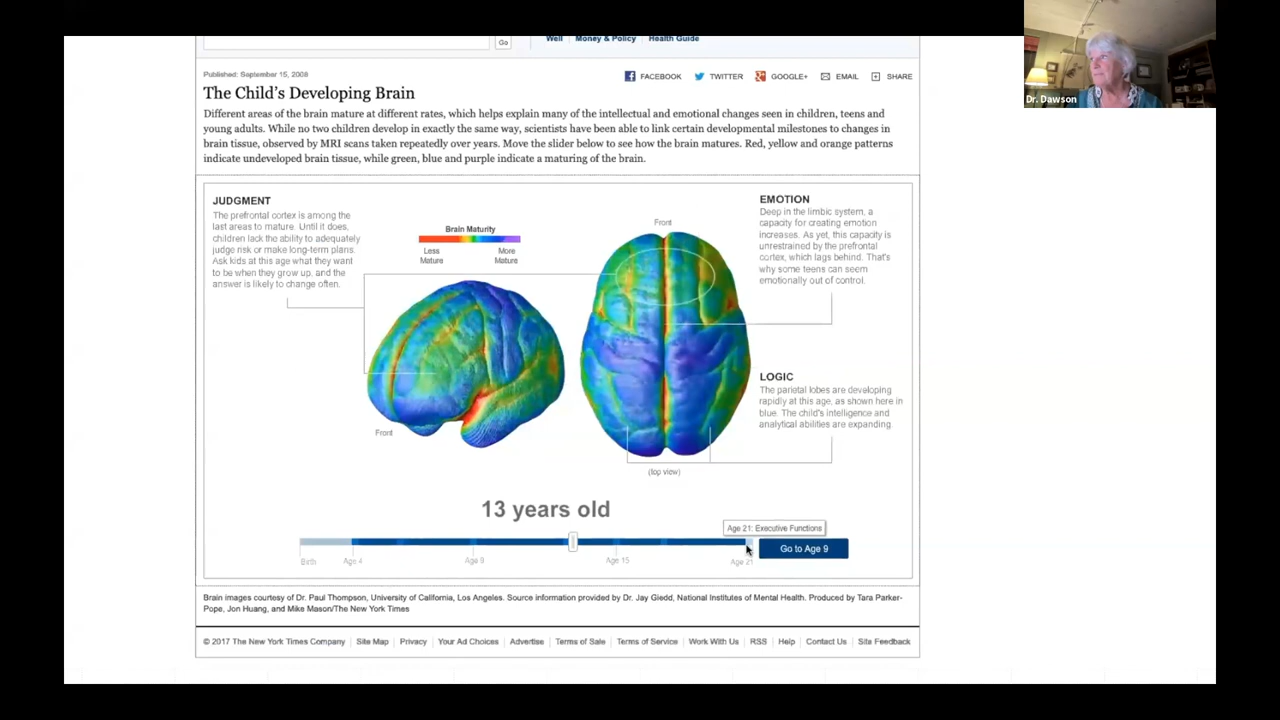 Go
Well
Money & Policy
Health Guide
Published: September 15, 2008
FACEBOOK
TWITTER
GOOGLE+
EMAIL
SHARE
The Child's Developing Brain
Different areas of the brain mature at different rates, which helps explain many of the intellectual and emotional changes seen in children, teens and
young adults. While no two children develop in exactly the same way, scientists have been able to link certain developmental milestones to changes in
brain tissue, observed by MRI scans taken repeatedly over years. Move the slider below to see how the brain matures. Red, yellow and orange patterns
indicate undeveloped brain tissue, while green, blue and purple indicate a maturing of the brain.
Dr. Dawson
JUDGMENT
The prefrontal cortex is among the
last areas to mature. Until it does,
children lack the ability to adequately
judge risk or make long-term plans.
Ask kids at this age what they want
to be when they grow up, and the
answer is likely to change often.
Brain Maturity
Less
Mature
More
Mature
Front
Front
(top view)
EMOTION
Deep in the limbic system, a
capacity for creating emotion
increases. As yet, this capacity is
unrestrained by the prefrontal
cortex, which lags behind. That's
why some teens can seem
emotionally out of control.
LOGIC
The parietal lobes are developing
rapidly at this age, as shown here in
blue. The child's intelligence and
analytical abilities are expanding
13 years old
Age 21: Executive Functions
Birth
Age 4
Age 9
Age 15
Age 21
Go to Age 9
Brain images courtesy of Dr. Paul Thompson, University of California, Los Angeles. Source information provided by Dr. Jay Giedd, National Institutes of Mental Health. Produced by Tara Parker-
Pope, Jon Huang, and Mike Mason/The New York Times
© 2017 The New York Times Company
Site Map
Privacy
Your Ad Choices
Advertise
Terms of Sale
Terms of Service
Work With Us
RSS
Help
Contact Us
Site Feedback